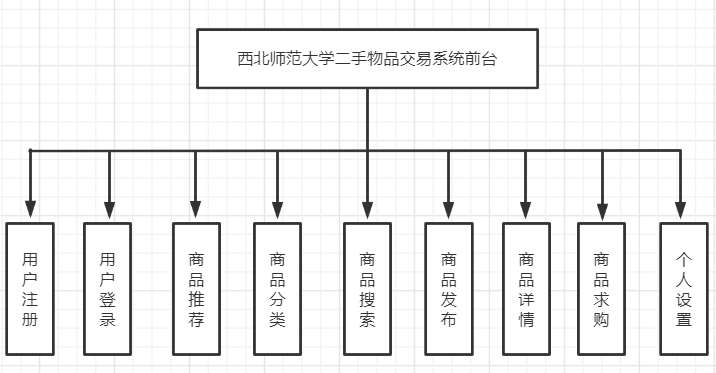 西北师范大学二手物品交易系统前台
用户注册
用户登录
商品推荐
商品分类
商品搜索
商品发布
商品详情
商品求购
个人设置